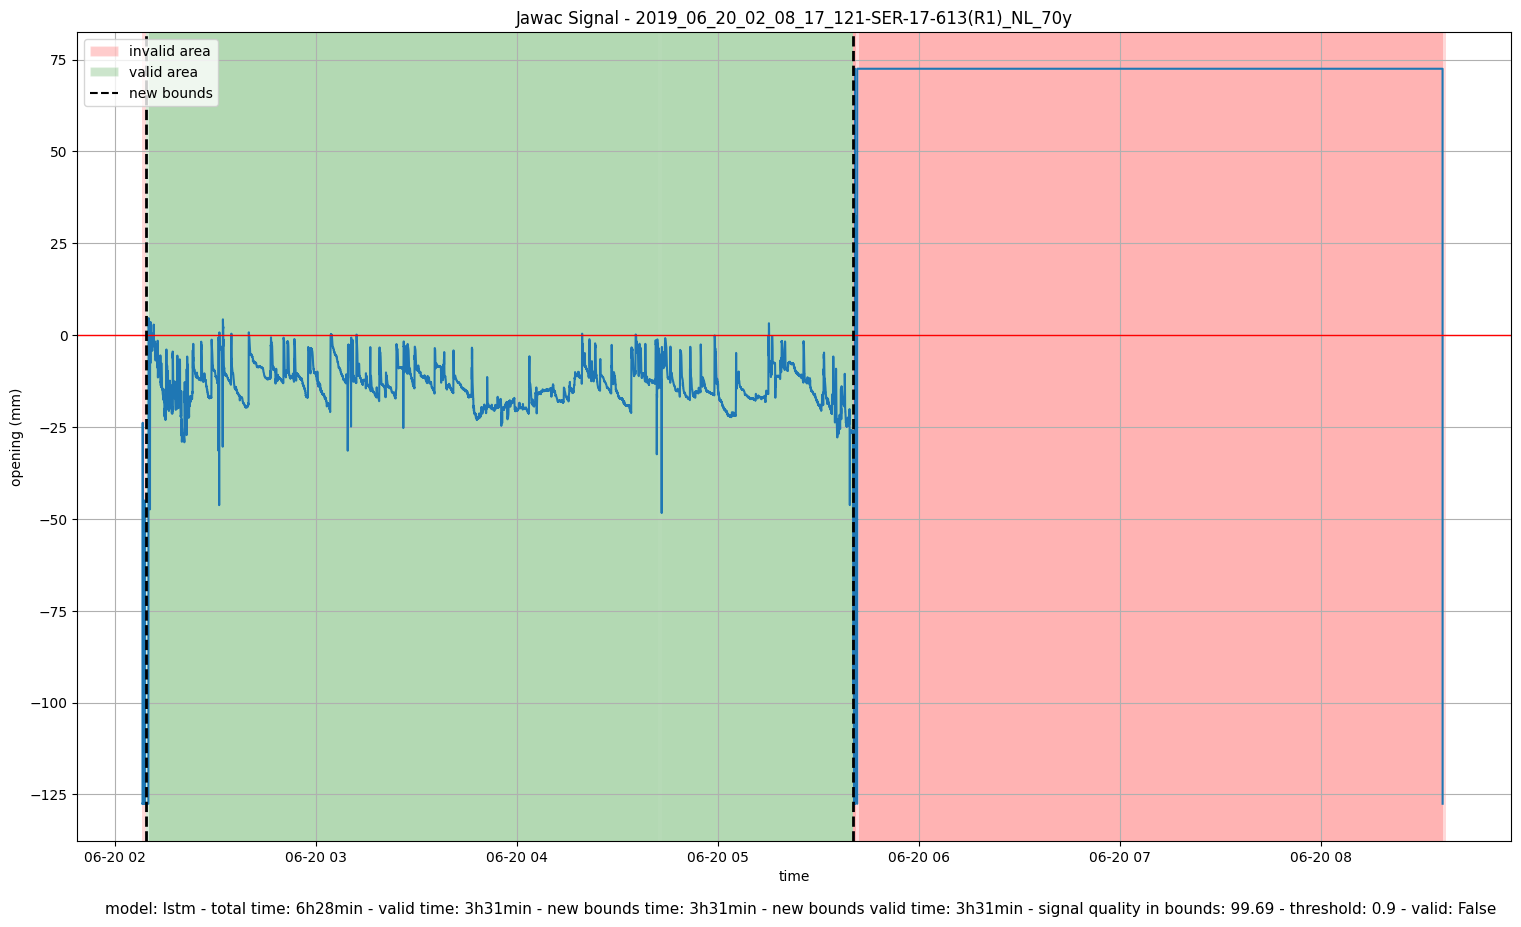 Jawac Signal - 2019_06_20_02_08_17_121-SER-17-613(R1)_NL_70y
invalid area
valid area
new bounds
75
50
25
0
−25
−50
−75
−100
−125
opening (mm)
06-20 02
06-20 03
06-20 04
06-20 05
06-20 06
06-20 07
06-20 08
time
model: lstm - total time: 6h28min - valid time: 3h31min - new bounds time: 3h31min - new bounds valid time: 3h31min - signal quality in bounds: 99.69 - threshold: 0.9 - valid: False